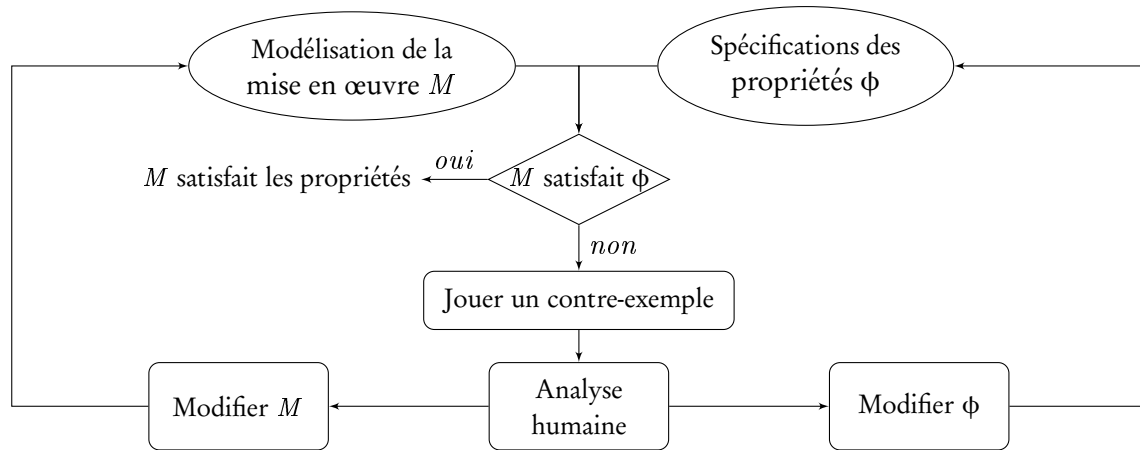 Modélisation de la
mise en œuvre M
Spécifications des
propriétés ϕ
M satisfait les propriétés
oui
M satisfait ϕ
non
Jouer un contre-exemple
Modifier M
Analyse
humaine
Modifier ϕ